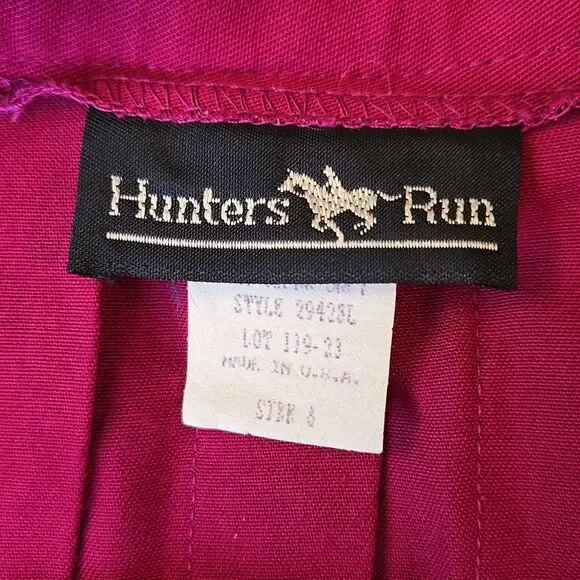 Hunters Run
STYLE 29428L
LOT 119-23
MADE IN U.S.A.
SIZE 8